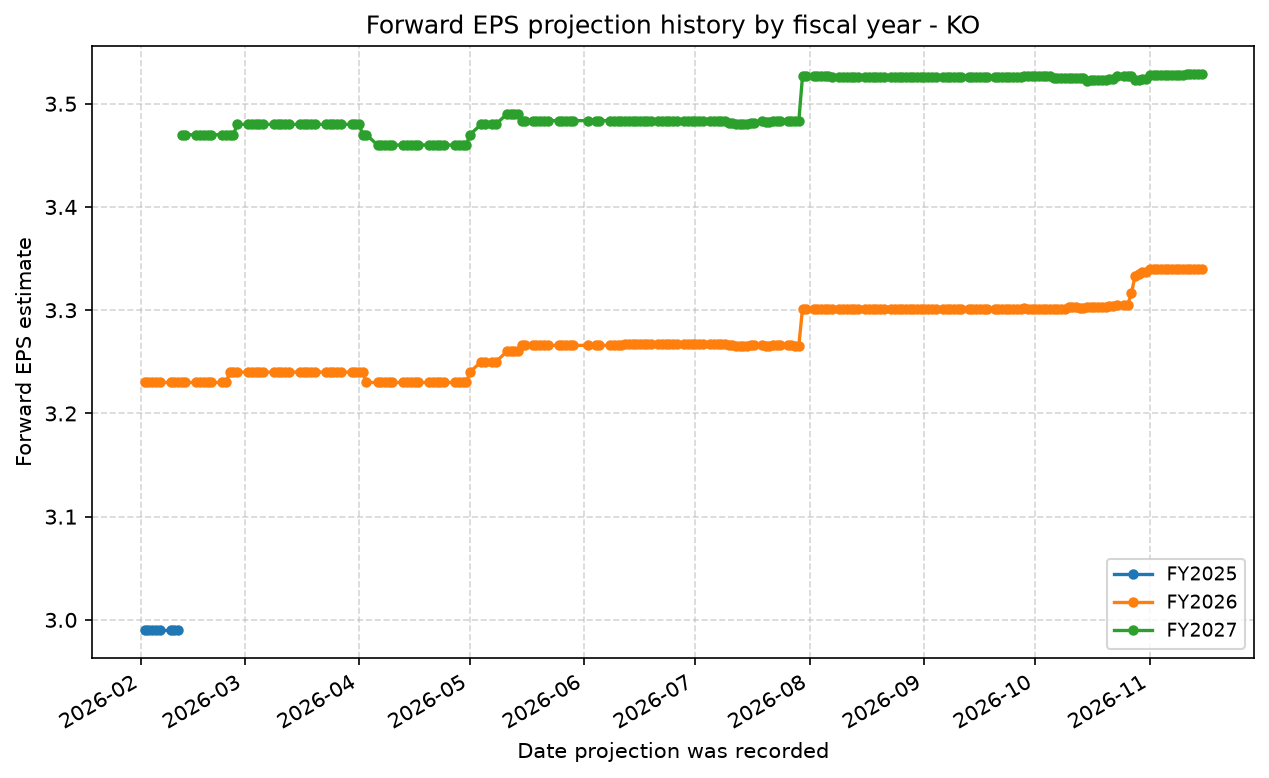 Forward EPS projection history by fiscal year - KO
Forward EPS estimate
3.5
3.4
3.3
3.2
3.1
3.0
FY2025
FY2026
FY2027
2026-02
2026-03
2026-04
2026-05
2026-06
2026-07
2026-08
2026-09
2026-10
2026-11
Date projection was recorded